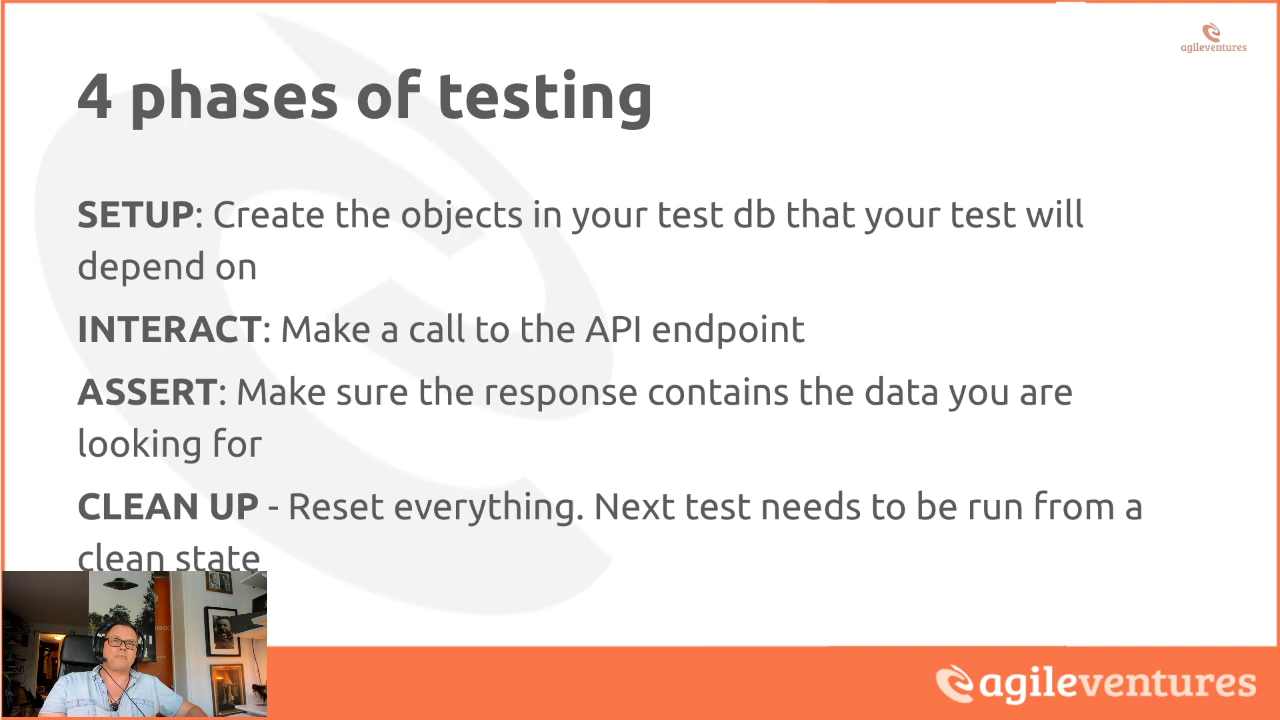 agileventures
4 phases of testing
SETUP: Create the objects in your test db that your test will
depend on
INTERACT: Make a call to the API endpoint
ASSERT: Make sure the response contains the data you are
looking for
CLEAN UP - Reset everything. Next test needs to be run from a
clean state
agileventures